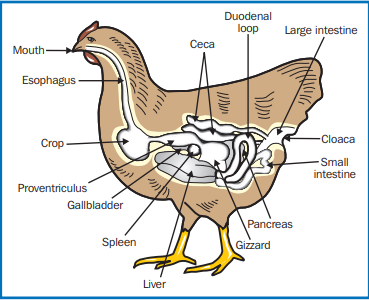 Duodenal
loop
Large intestine
Ceca
Mouth
Esophagus
Crop
Cloaca
Small
intestine
Proventriculus
Gallbladder
Pancreas
Spleen
Gizzard
Liver